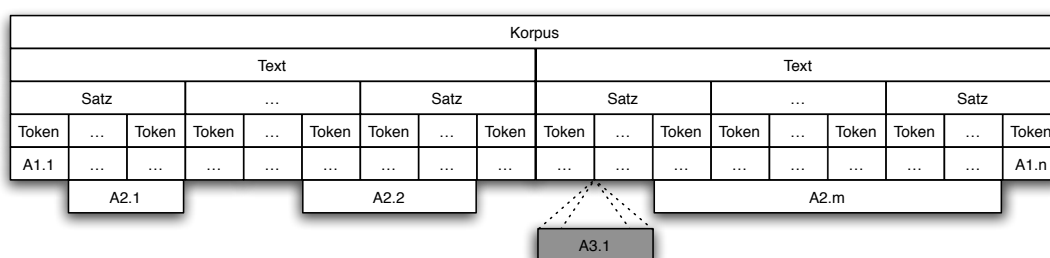 Korpus
Text Text
Satz … Satz Satz … Satz
Token … Token Token … Token Token … Token Token … Token Token … Token Token … Token
A1.1 … … … … … … … … … … … … … … … … A1.n
A2.1 A2.2 A2.m
A3.1